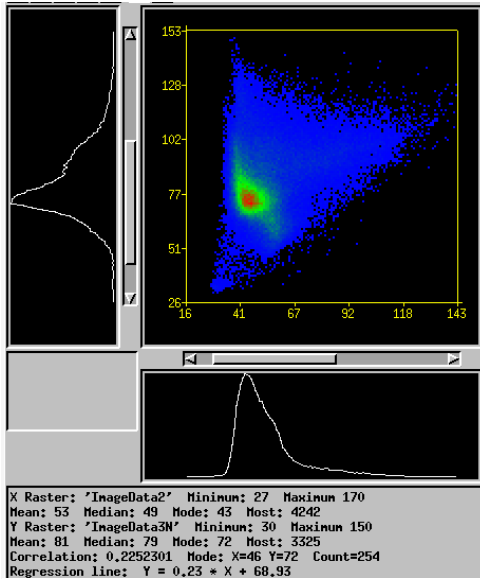 153
128
102
77
51
26
16 41 67 92 118 143
X Raster: 'ImageData2' Minimum: 27 Maximum 170
Mean: 53 Median: 49 Mode: 43 Most: 4242
Y Raster: 'ImageData3N' Minimum: 30 Maximum 150
Mean: 81 Median: 79 Mode: 72 Most: 3325
Correlation: 0.2252301 Mode: X=46 Y=72 Count=254
Regression line: Y = 0.23 * X + 68.93